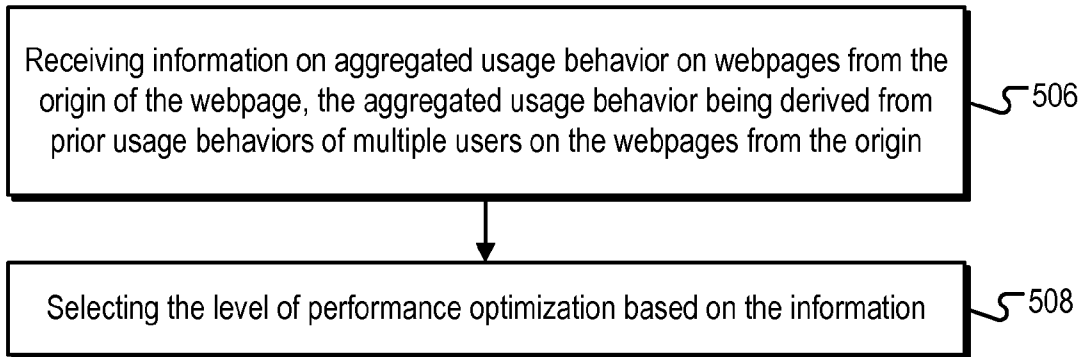 Receiving information on aggregated usage behavior on webpages from the
origin of the webpage, the aggregated usage behavior being derived from
prior usage behaviors of multiple users on the webpages from the origin
506
Selecting the level of performance optimization based on the information
508